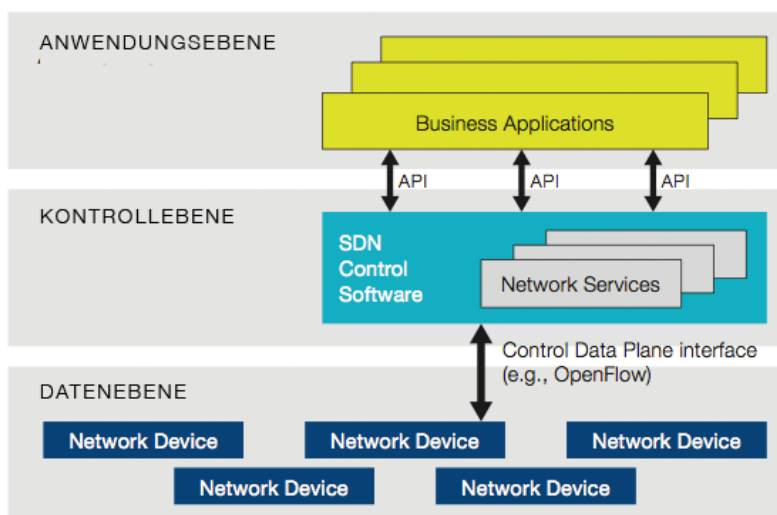 ANWENDUNGSEBENE
Business Applications
API API API
KONTROLLEBENE
SDN
Control
Software
Network Services
Control Data Plane interface
(e.g., OpenFlow)
DATENEBENE
Network Device Network Device Network Device
Network Device Network Device